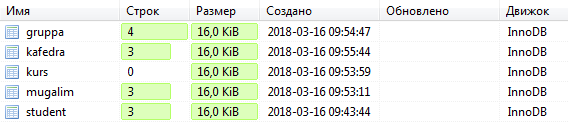 Имя Строк Размер Создано Обновлено Движок
gruppa 4 16,0 KiB 2018-03-16 09:54:47 InnoDB
kafedra 3 16,0 KiB 2018-03-16 09:55:44 InnoDB
kurs 0 16,0 KiB 2018-03-16 09:53:59 InnoDB
mugalim 3 16,0 KiB 2018-03-16 09:53:11 InnoDB
student 3 16,0 KiB 2018-03-16 09:43:44 InnoDB